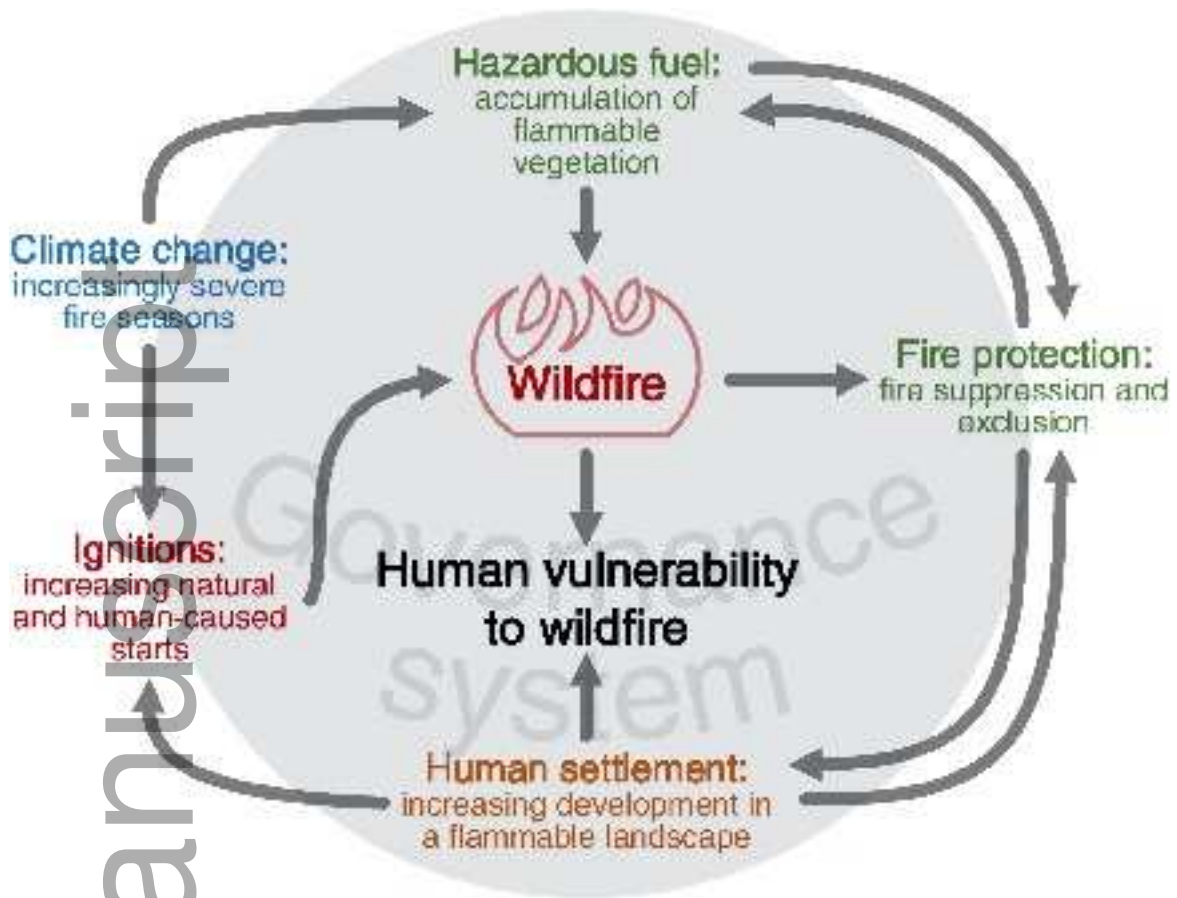 Hazardous fuel:
accumulation of
flammable
vegetation
Climate change:
increasingly severe
fire seasons
Wildfire
Fire protection:
fire suppression and
exclusion
Ignitions:
increasing natural
and human-caused
starts
Governance
system
Human vulnerability
to wildfire
Human settlement:
increasing development in
a flammable landscape
anuscript